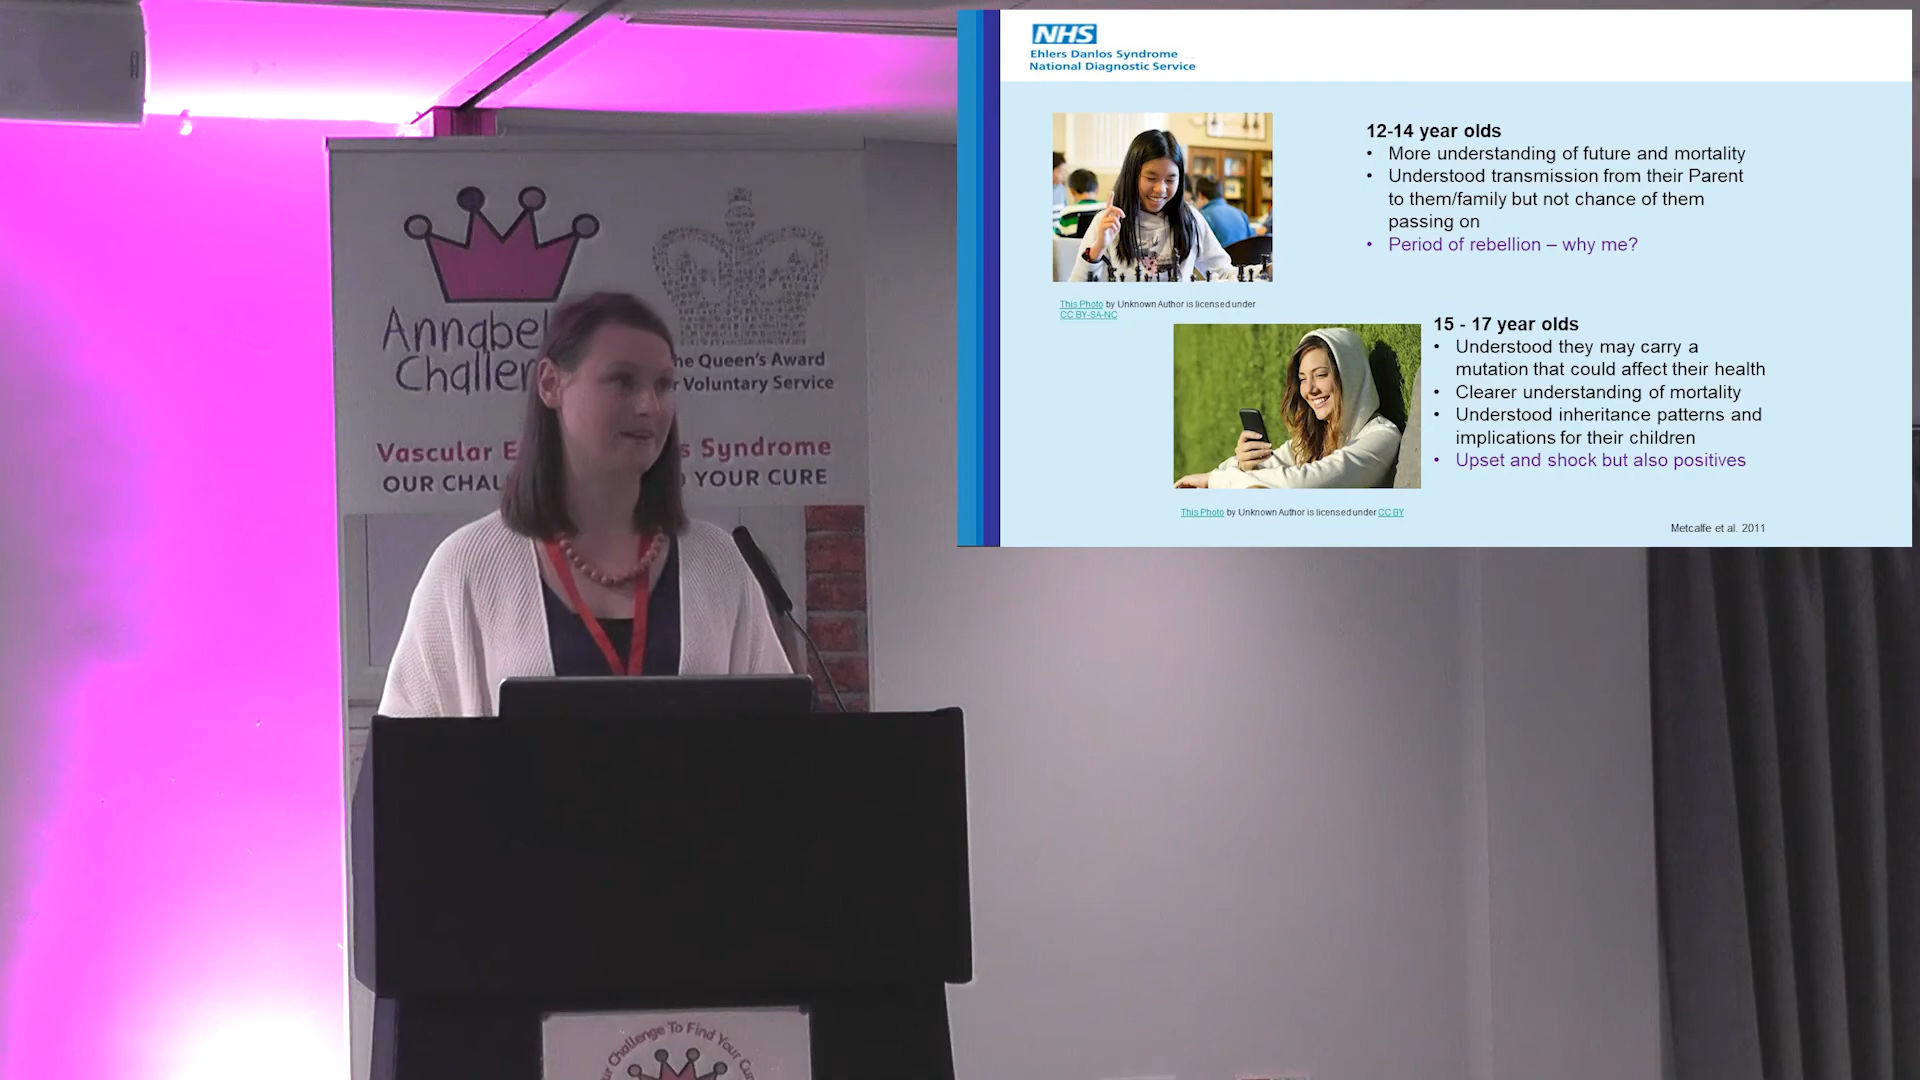 NHS
Ehlers Danlos Syndrome
National Diagnostic Service
12-14 year olds
• More understanding of future and mortality
• Understood transmission from their Parent
to them/family but not chance of them
passing on
• Period of rebellion – why me?
This Photo by Unknown Author is licensed under
CC BY-SA-NC
15 - 17 year olds
• Understood they may carry a
mutation that could affect their health
• Clearer understanding of mortality
• Understood inheritance patterns and
implications for their children
• Upset and shock but also positives
This Photo by Unknown Author is licensed under CC BY
Metcalfe et al. 2011
Queen's Award
Voluntary Service
Vascular Syndrome
OUR YOUR CURE
Challenge To Find Your